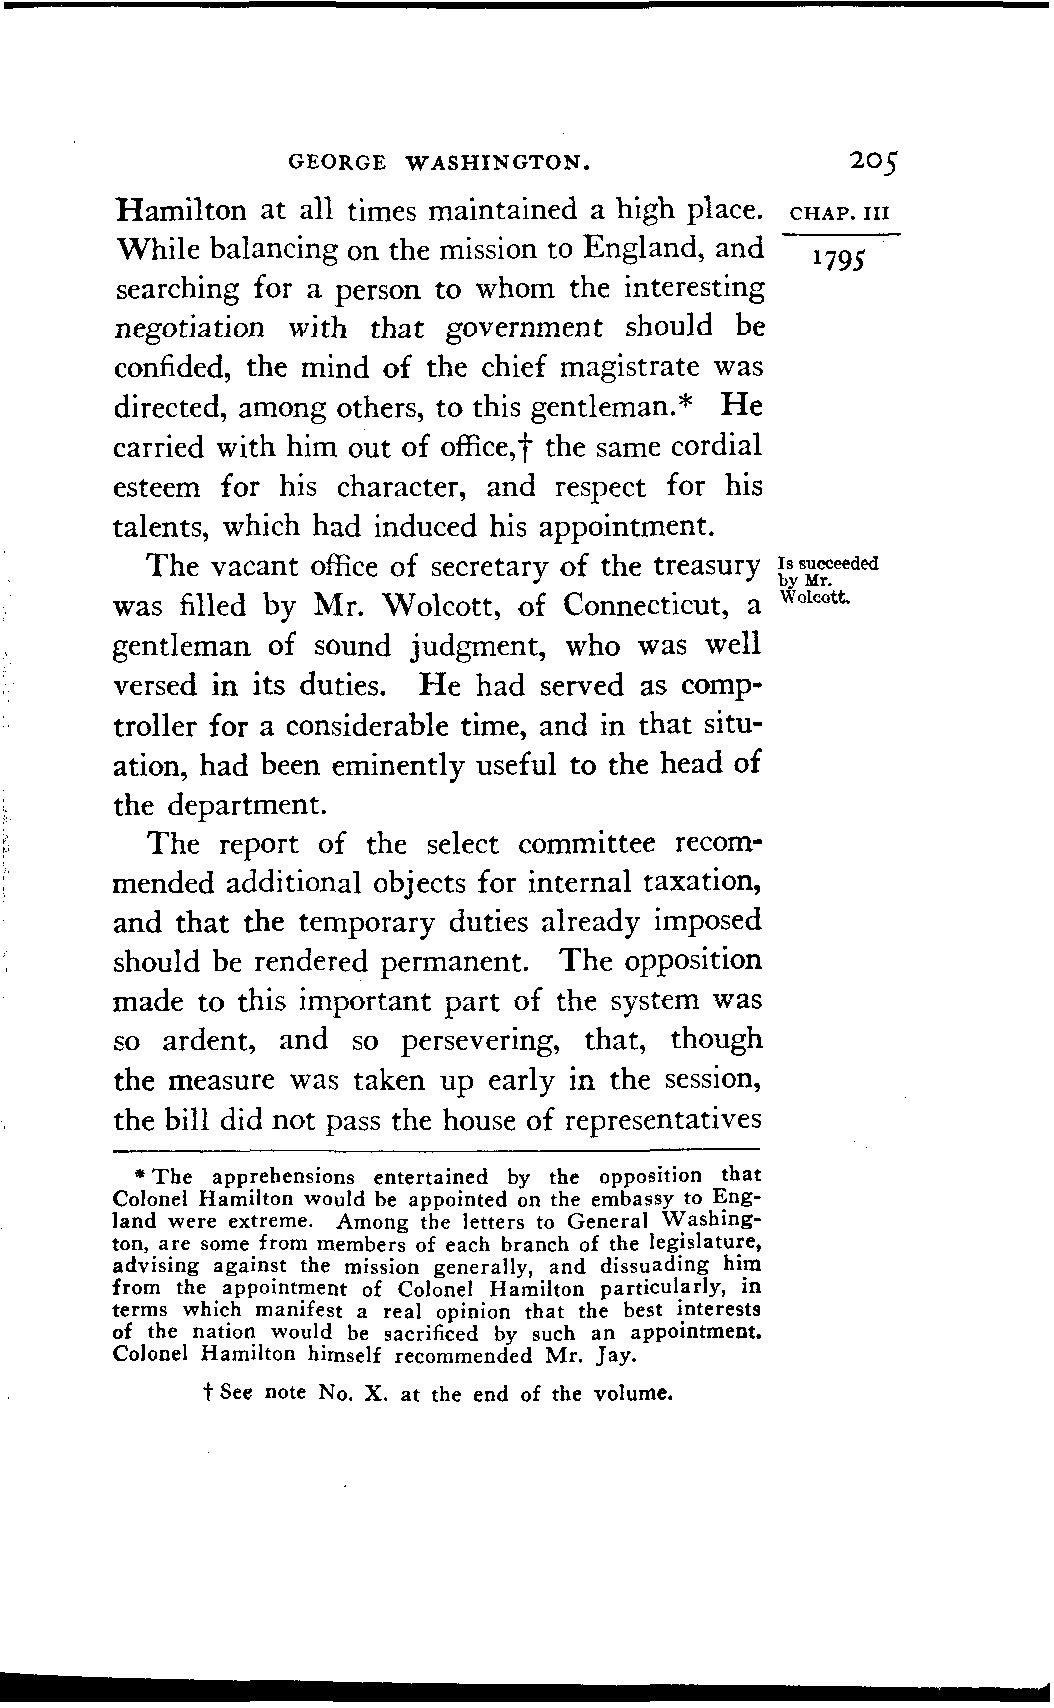 GEORGE WASHINGTON. 205
Hamilton at all times maintained a high place. CHAP. III
While balancing on the mission to England, and 1795
searching for a person to whom the interesting
negotiation with that government should be
confided, the mind of the chief magistrate was
directed, among others, to this gentleman.* He
carried with him out of office,† the same cordial
esteem for his character, and respect for his
talents, which had induced his appointment.
The vacant office of secretary of the treasury
Is succeeded
by Mr.
Wolcott.
was filled by Mr. Wolcott, of Connecticut, a
gentleman of sound judgment, who was well
versed in its duties. He had served as comp-
troller for a considerable time, and in that situ-
ation, had been eminently useful to the head of
the department.
The report of the select committee recom-
mended additional objects for internal taxation,
and that the temporary duties already imposed
should be rendered permanent. The opposition
made to this important part of the system was
so ardent, and so persevering, that, though
the measure was taken up early in the session,
the bill did not pass the house of representatives
* The apprehensions entertained by the opposition that
Colonel Hamilton would be appointed on the embassy to Eng-
land were extreme. Among the letters to General Washing-
ton, are some from members of each branch of the legislature,
advising against the mission generally, and dissuading him
from the appointment of Colonel Hamilton particularly, in
terms which manifest a real opinion that the best interests
of the nation would be sacrificed by such an appointment.
Colonel Hamilton himself recommended Mr. Jay.
† See note No. X. at the end of the volume.